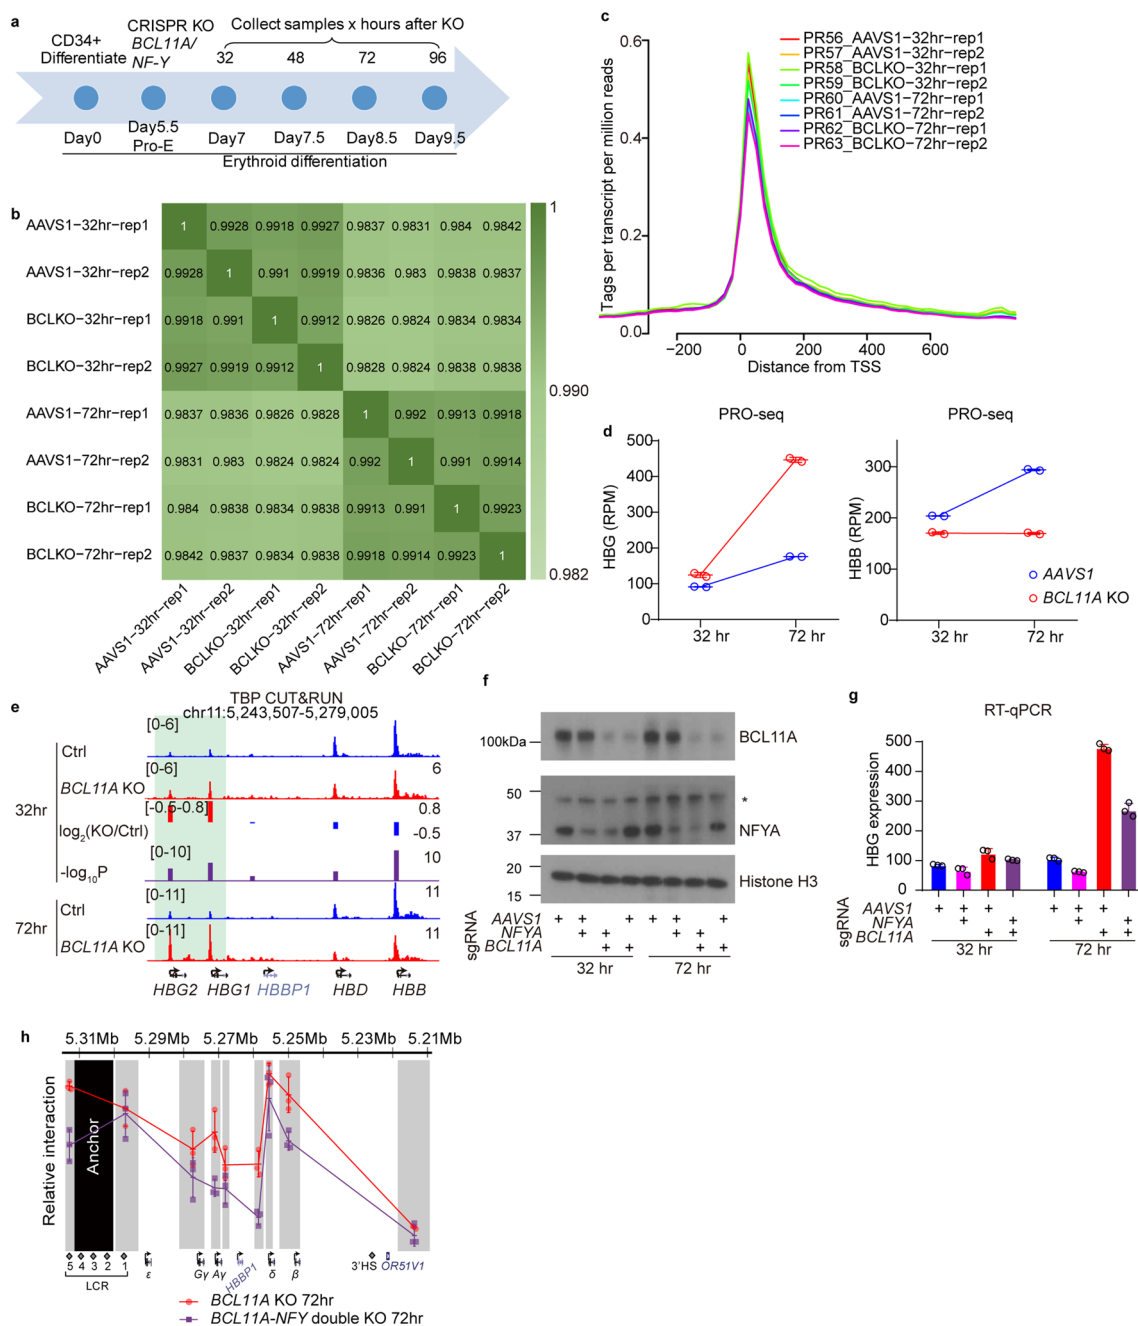 a
CD34+
Differentiate
CRISPR KO
BCL11A/
NF-Y
Collect samples x hours after KO
32 48 72 96
Day0 Day5.5 Day7 Day7.5 Day8.5 Day9.5
Pro-E
Erythroid differentiation
b
AAVS1-32hr-rep1 1 0.9928 0.9918 0.9927 0.9837 0.9831 0.984 0.9842
AAVS1-32hr-rep2 0.9928 1 0.991 0.9919 0.9836 0.983 0.9838 0.9837
BCLKO-32hr-rep1 0.9918 0.991 1 0.9912 0.9826 0.9824 0.9834 0.9834
BCLKO-32hr-rep2 0.9927 0.9919 0.9912 1 0.9828 0.9824 0.9838 0.9838
AAVS1-72hr-rep1 0.9837 0.9836 0.9826 0.9828 1 0.992 0.9913 0.9918
AAVS1-72hr-rep2 0.9831 0.983 0.9824 0.9824 0.992 1 0.991 0.9914
BCLKO-72hr-rep1 0.984 0.9838 0.9834 0.9838 0.9913 0.991 1 0.9923
BCLKO-72hr-rep2 0.9842 0.9837 0.9834 0.9838 0.9918 0.9914 0.9923 1
AAVS1-32hr-rep1
AAVS1-32hr-rep2
BCLKO-32hr-rep1
BCLKO-32hr-rep2
AAVS1-72hr-rep1
AAVS1-72hr-rep2
BCLKO-72hr-rep1
BCLKO-72hr-rep2
1
0.990
0.982
c
Tags per transcript per million reads
0.6
0.4
0.2
0.0
PR56_AAVS1-32hr-rep1
PR57_AAVS1-32hr-rep2
PR58_BCLKO-32hr-rep1
PR59_BCLKO-32hr-rep2
PR60_AAVS1-72hr-rep1
PR61_AAVS1-72hr-rep2
PR62_BCLKO-72hr-rep1
PR63_BCLKO-72hr-rep2
-200 0 200 400 600
Distance from TSS
d
PRO-seq
HBG (RPM)
500
400
300
200
100
0
32 hr 72 hr
PRO-seq
HBB (RPM)
300
200
100
0
AAVS1
BCL11A KO
32 hr 72 hr
e
TBP CUT&RUN
chr11:5,243,507-5,279,005
32hr
Ctrl [0-6]
BCL11A KO [0-6] 6
log2(KO/Ctrl) [-0.5-0.8] 0.8
-0.5
-log10P [0-10] 10
72hr
Ctrl [0-11] 11
BCL11A KO [0-11] 11
HBG2 HBG1 HBBP1 HBD HBB
f
100kDa BCL11A
50 *
37 NFYA
20 Histone H3
15
sgRNA
AAVS1 + + + + + +
NFYA + + + +
BCL11A + + + +
32 hr 72 hr
g
RT-qPCR
HBG expression
500
400
300
200
100
0
sgRNA
AAVS1 + + + + + +
NFYA + + + +
BCL11A + + + +
32 hr 72 hr
h
5.31Mb 5.29Mb 5.27Mb 5.25Mb 5.23Mb 5.21Mb
Relative interaction
Anchor
5 4 3 2 1 ε Gγ Aγ HBBP1 δ β 3'HS OR51V1
LCR
BCL11A KO 72hr
BCL11A-NFY double KO 72hr